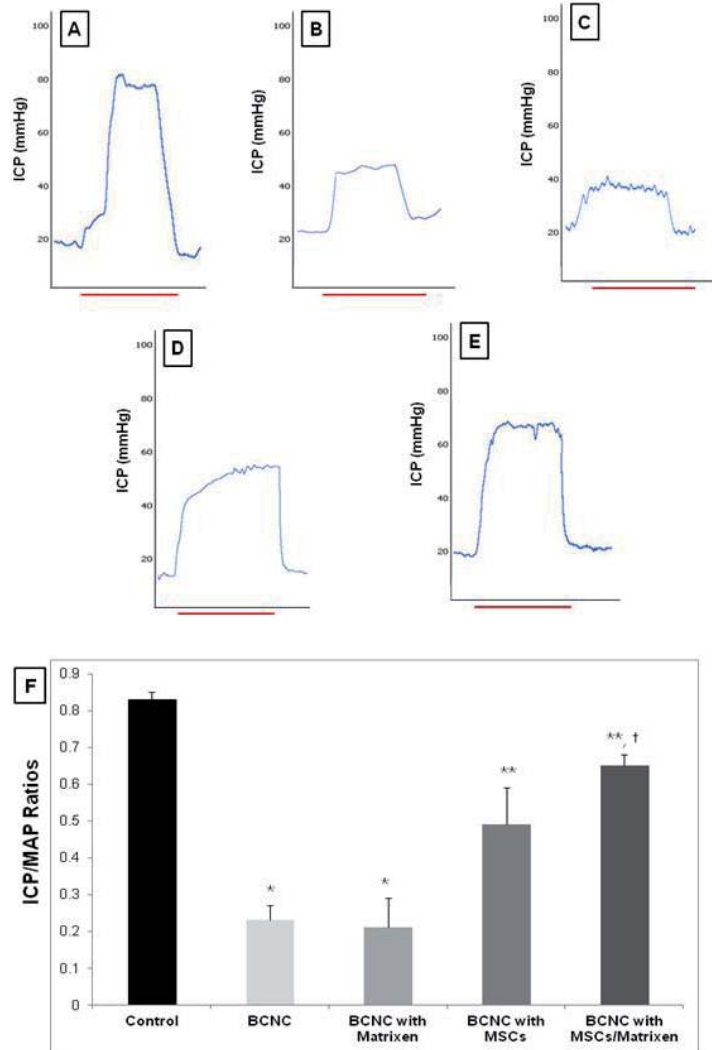 A
ICP (mmHg)
100
80
60
40
20
B
ICP (mmHg)
100
80
60
40
20
C
ICP (mmHg)
100
80
60
40
20
D
ICP (mmHg)
100
80
60
40
20
E
ICP (mmHg)
100
80
60
40
20
F
ICP/MAP Ratios
0.9
0.8
0.7
0.6
0.5
0.4
0.3
0.2
0.1
0
*
*
**
**, †
Control
BCNC
BCNC with
Matrixen
BCNC with
MSCs
BCNC with
MSCs/Matrixen